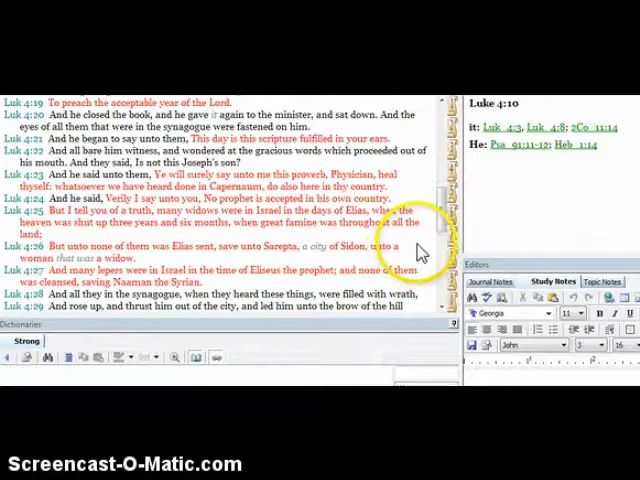 Luk 4:19 To preach the acceptable year of the Lord.
Luk 4:20 And he closed the book, and he gave it again to the minister, and sat down. And the
eyes of all them that were in the synagogue were fastened on him.
Luk 4:21 And he began to say unto them, This day is this scripture fulfilled in your ears.
Luk 4:22 And all bare him witness, and wondered at the gracious words which proceeded out of
his mouth. And they said, Is not this Joseph's son?
Luk 4:23 And he said unto them, Ye will surely say unto me this proverb, Physician, heal
thyself: whatsoever we have heard done in Capernaum, do also here in thy country.
Luk 4:24 And he said, Verily I say unto you, No prophet is accepted in his own country.
Luk 4:25 But I tell you of a truth, many widows were in Israel in the days of Elias, when the
heaven was shut up three years and six months, when great famine was throughout all the
land;
Luk 4:26 But unto none of them was Elias sent, save unto Sarepta, a city of Sidon, unto a
woman that was a widow.
Luk 4:27 And many lepers were in Israel in the time of Eliseus the prophet; and none of them
was cleansed, saving Naaman the Syrian.
Luk 4:28 And all they in the synagogue, when they heard these things, were filled with wrath,
Luk 4:29 And rose up, and thrust him out of the city, and led him unto the brow of the hill
Luke 4:10
it: Luk_4:3, Luk_4:8; 2Co_11:14
He: Psa_91:11-12; Heb_1:14
Editors
Journal Notes Study Notes Topic Notes
Georgia 11 B I U
John 3 16
Dictionaries
Strong
Screencast-O-Matic.com